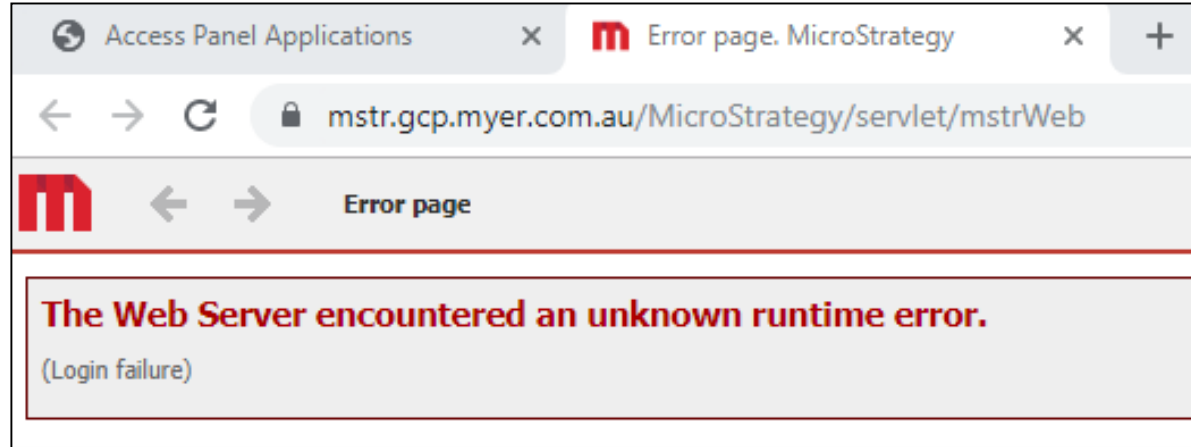 Access Panel Applications
Error page. MicroStrategy
mstr.gcp.myer.com.au/MicroStrategy/servlet/mstrWeb
Error page
The Web Server encountered an unknown runtime error.
(Login failure)